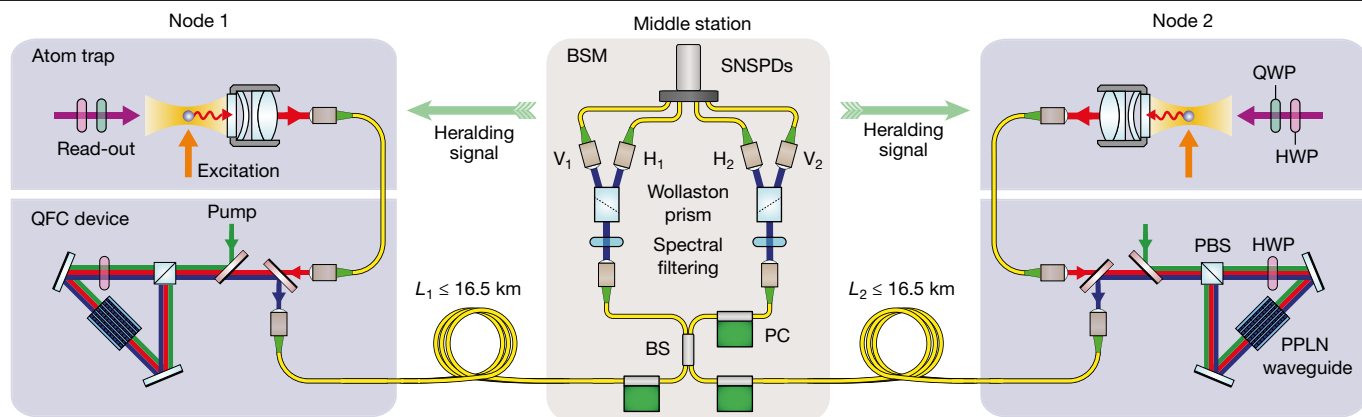 Node 1
Middle station
Node 2
Atom trap
BSM
SNSPDs
QWP
Read-out
Excitation
Heralding
signal
V₁
H₁
H₂
V₂
Heralding
signal
HWP
Wollaston
prism
QFC device
Pump
Spectral
filtering
PBS
HWP
L₁ ≤ 16.5 km
L₂ ≤ 16.5 km
PC
BS
PPLN
waveguide